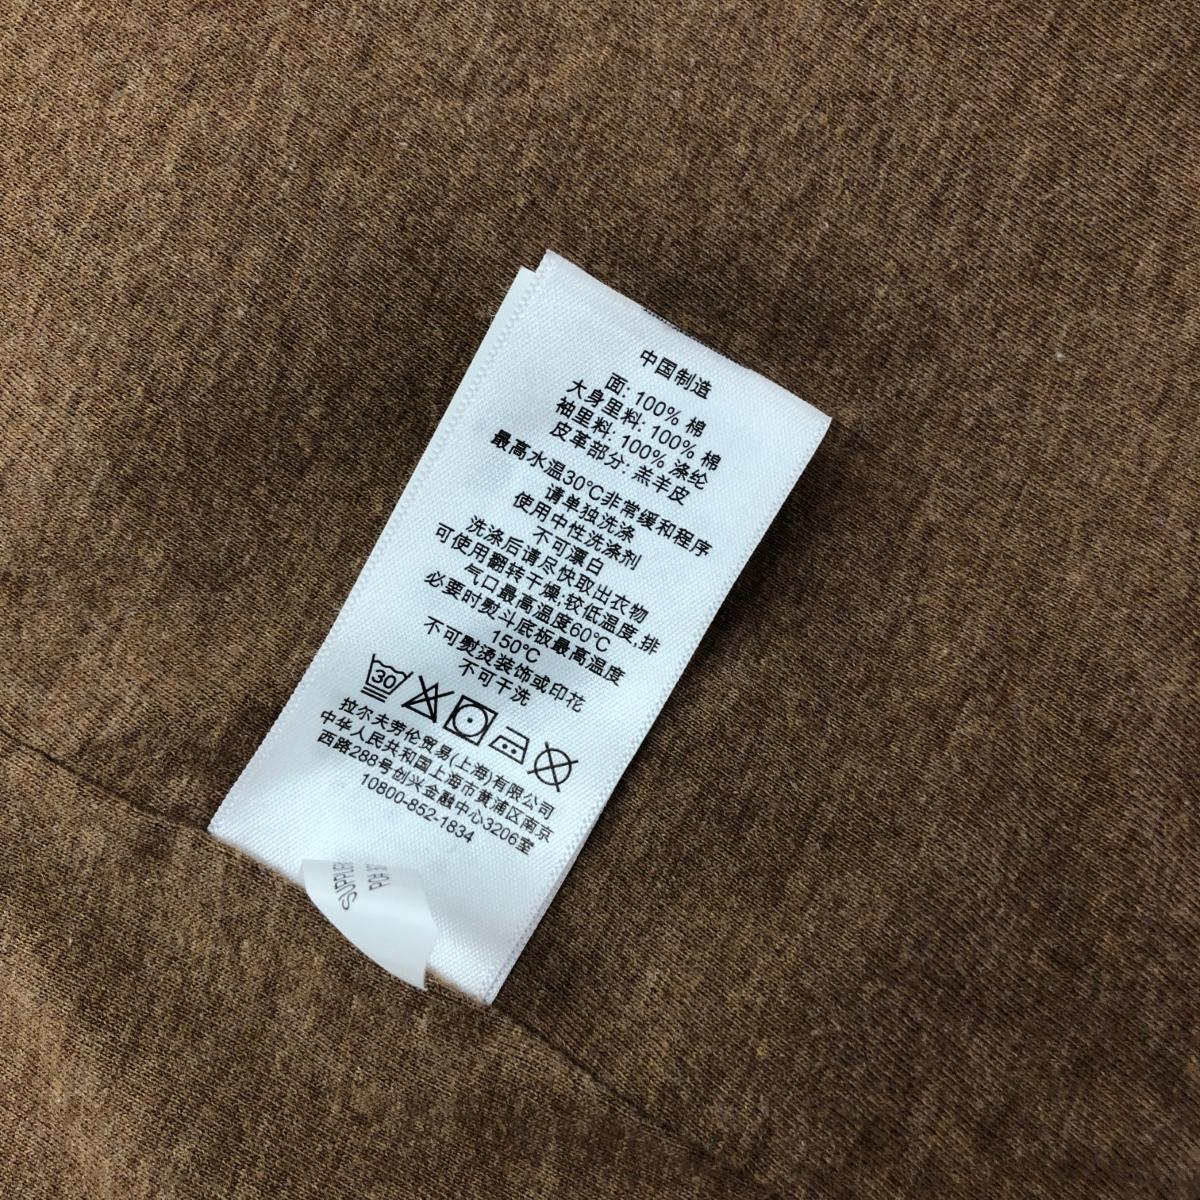 中国制造
面: 100% 棉
大身里料: 100% 棉
袖里料: 100% 涤纶
皮革部分: 羔羊皮
最高水温30℃非常缓和程序
请单独洗涤
使用中性洗涤剂
不可漂白
洗涤后请尽快取出衣物
可使用翻转干燥;较低温度,排
气口最高温度60℃
必要时熨斗底板最高温度
150℃
不可熨烫装饰或印花
不可干洗
30
拉尔夫劳伦贸易(上海)有限公司
中华人民共和国上海市黄浦区南京
西路288号创兴金融中心3206室
10800-852-1834